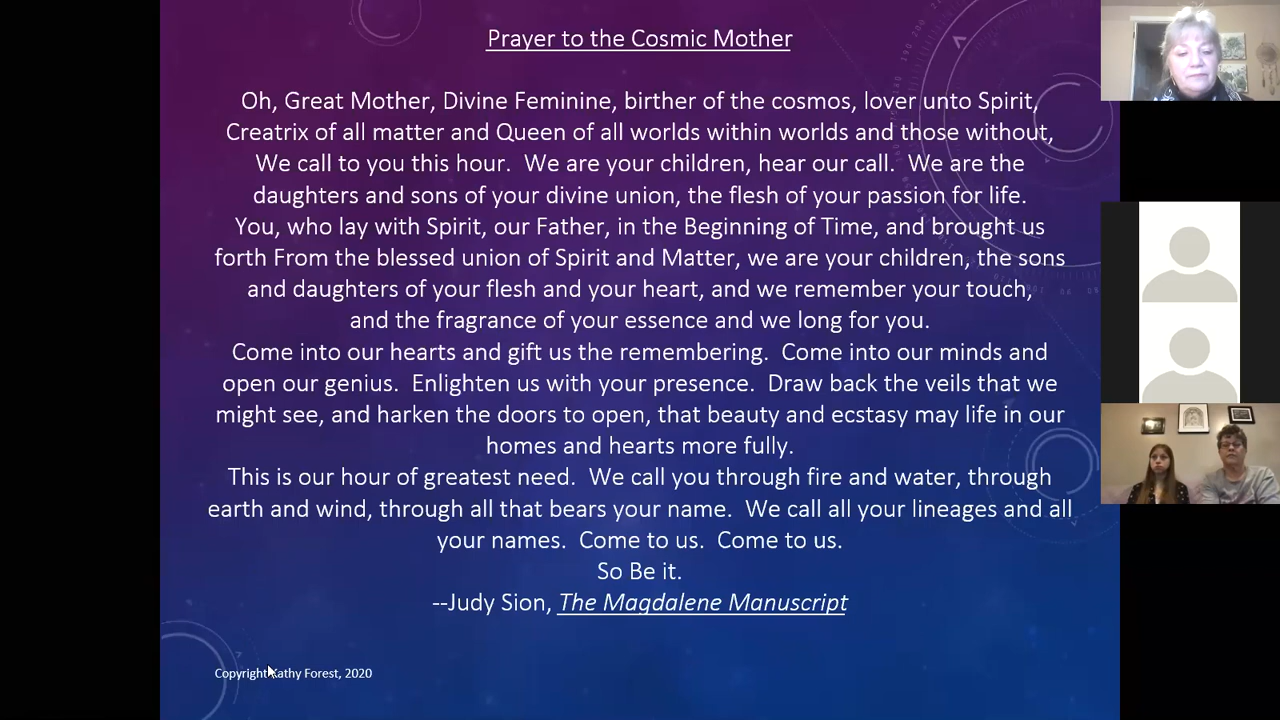 Prayer to the Cosmic Mother
Oh, Great Mother, Divine Feminine, birther of the cosmos, lover unto Spirit,
Creatrix of all matter and Queen of all worlds within worlds and those without,
We call to you this hour.  We are your children, hear our call.  We are the
daughters and sons of your divine union, the flesh of your passion for life.
You, who lay with Spirit, our Father, in the Beginning of Time, and brought us
forth From the blessed union of Spirit and Matter, we are your children, the sons
and daughters of your flesh and your heart, and we remember your touch,
and the fragrance of your essence and we long for you.
Come into our hearts and gift us the remembering.  Come into our minds and
open our genius.  Enlighten us with your presence.  Draw back the veils that we
might see, and harken the doors to open, that beauty and ecstasy may life in our
homes and hearts more fully.
This is our hour of greatest need.  We call you through fire and water, through
earth and wind, through all that bears your name.  We call all your lineages and all
your names.  Come to us.  Come to us.
So Be it.
--Judy Sion, The Magdalene Manuscript
Copyright Kathy Forest, 2020